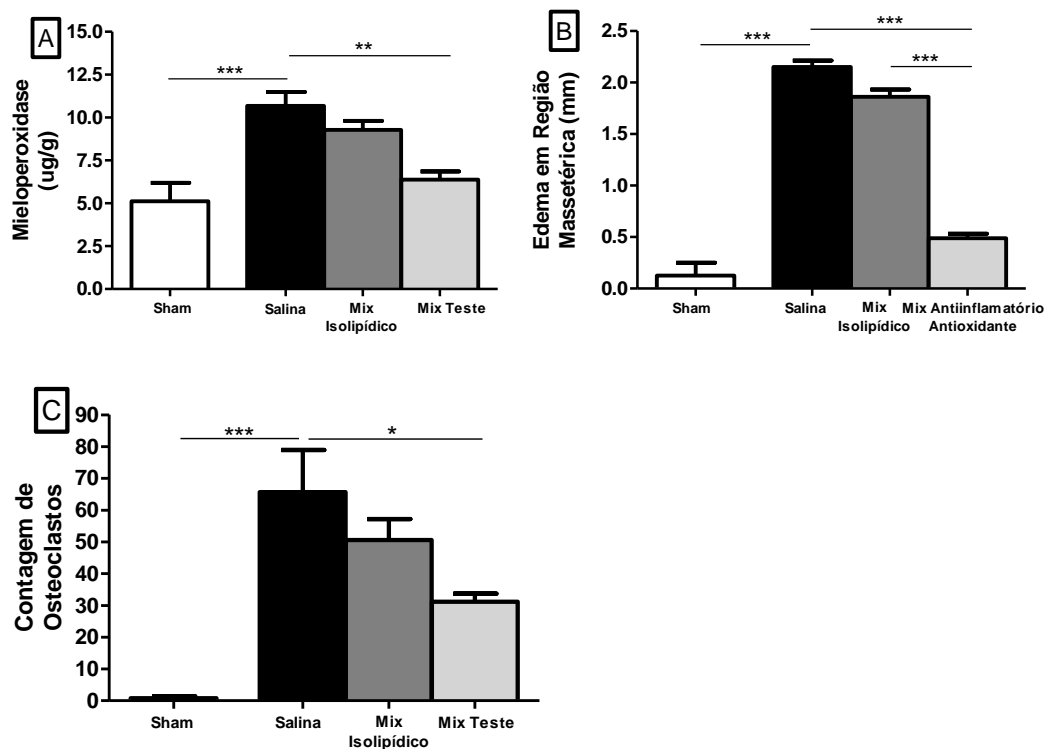 A
Mieloperoxidase
(ug/g)
15.0
12.5
10.0
7.5
5.0
2.5
0.0
***
**
Sham
Salina
Mix
Isolipídico
Mix Teste
B
Edema em Região
Massetérica (mm)
2.5
2.0
1.5
1.0
0.5
0.0
***
***
***
Sham
Salina
Mix
Isolipídico
Mix Antiinflamatório
Antioxidante
C
Contagem de
Osteoclastos
90
80
70
60
50
40
30
20
10
0
***
*
Sham
Salina
Mix
Isolipídico
Mix Teste